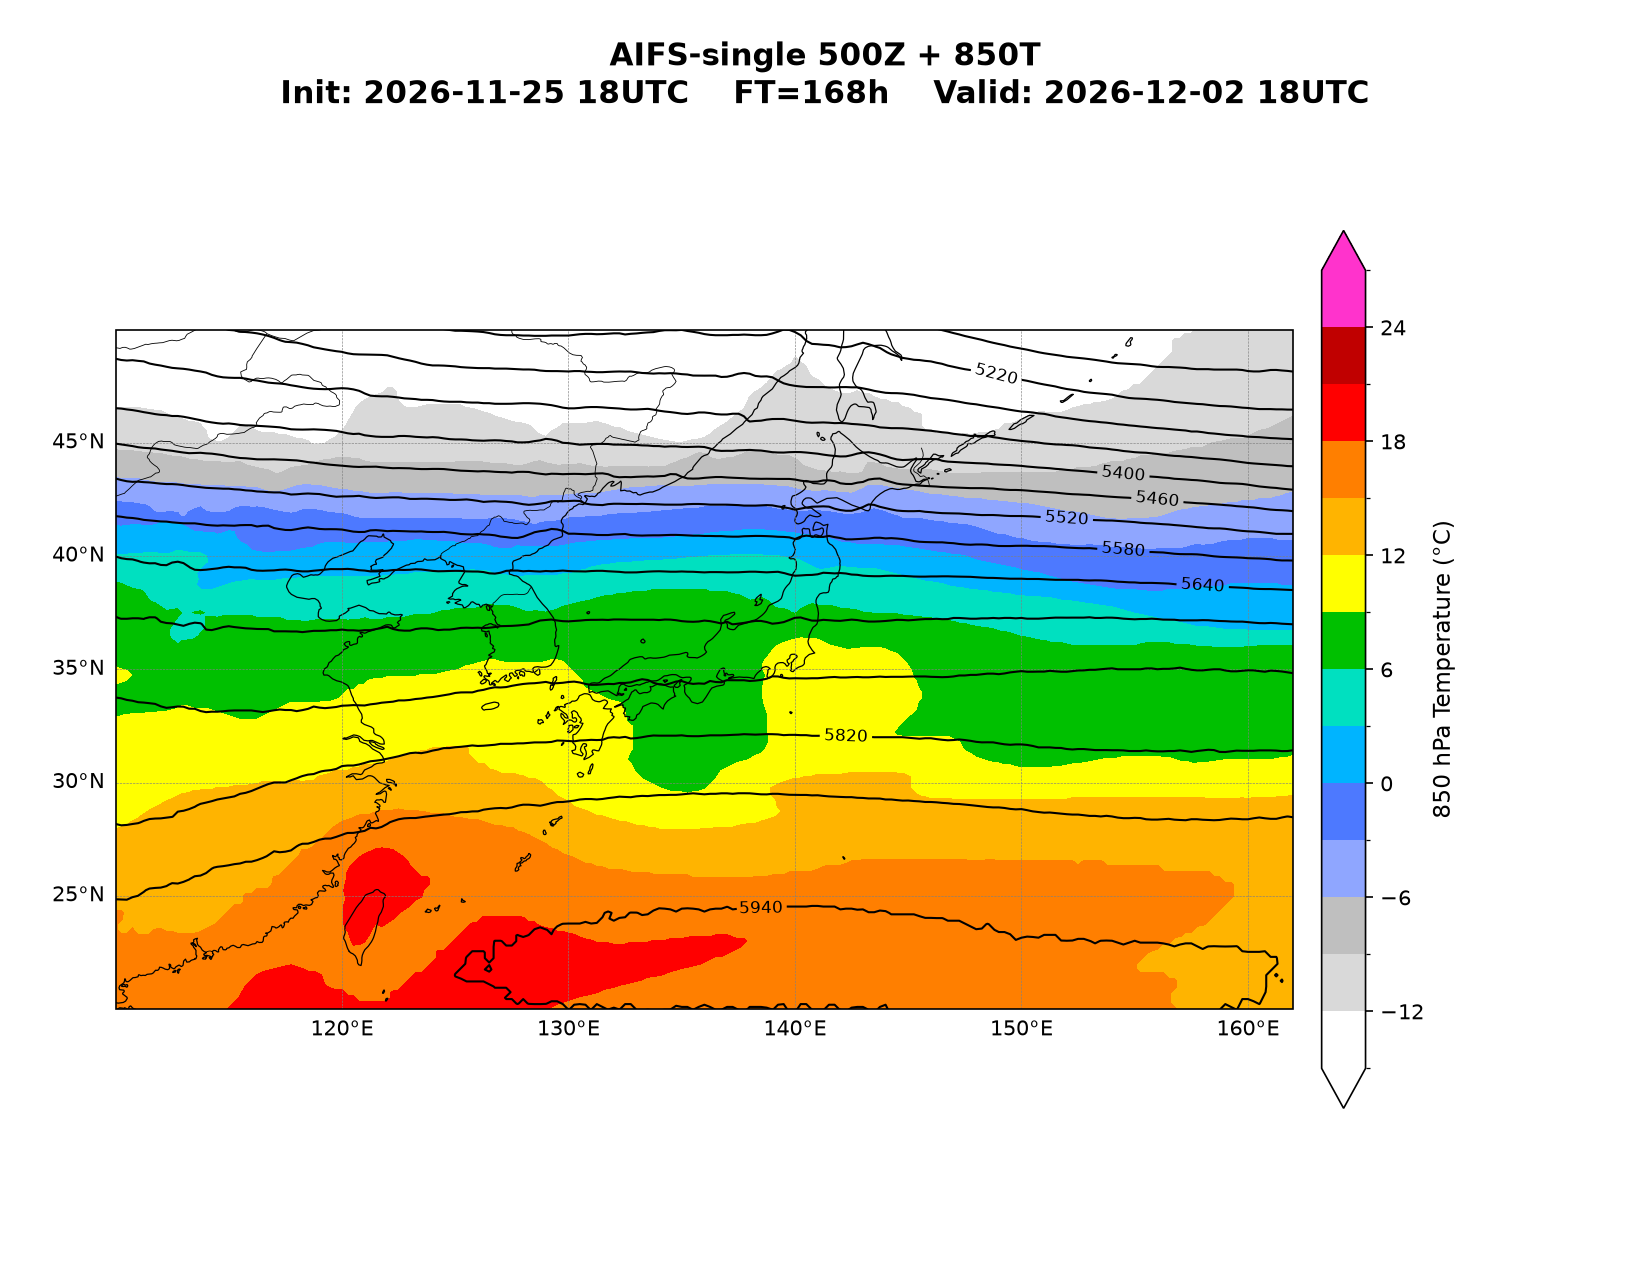 AIFS-single 500Z + 850T
Init: 2026-11-25 18UTC    FT=168h    Valid: 2026-12-02 18UTC
5220
45°N
5400
5460
5520
5580
40°N
5640
35°N
5820
30°N
25°N
5940
120°E
130°E
140°E
150°E
160°E
24
18
12
6
0
−6
−12
850 hPa Temperature (°C)